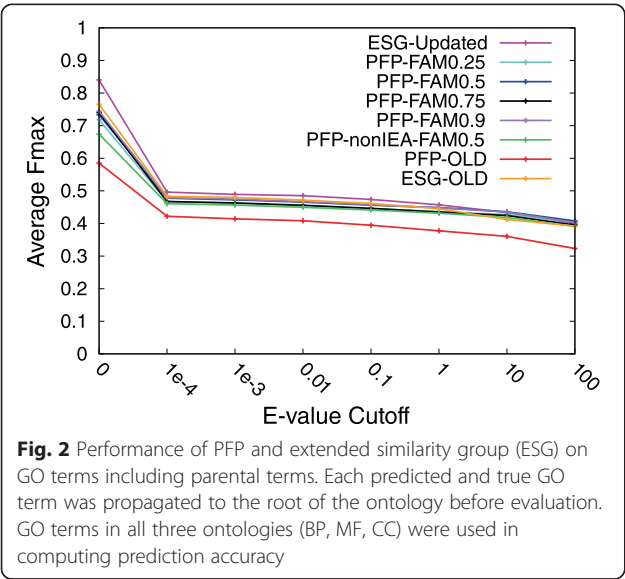 1
0.9
0.8
0.7
0.6
0.5
0.4
0.3
0.2
0.1
0
Average Fmax
ESG-Updated
PFP-FAM0.25
PFP-FAM0.5
PFP-FAM0.75
PFP-FAM0.9
PFP-nonIEA-FAM0.5
PFP-OLD
ESG-OLD
0
1e-4
1e-3
0.01
0.1
1
10
100
E-value Cutoff
Fig. 2 Performance of PFP and extended similarity group (ESG) on
GO terms including parental terms. Each predicted and true GO
term was propagated to the root of the ontology before evaluation.
GO terms in all three ontologies (BP, MF, CC) were used in
computing prediction accuracy